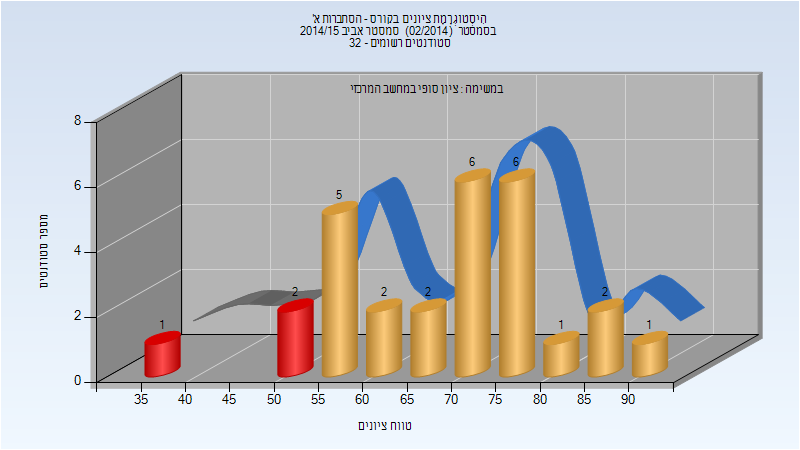 היסטוגרמת ציונים בקורס - הסתברות א'
בסמסטר (02/2014) סמסטר אביב 2014/15
סטודנטים רשומים - 32
במשימה : ציון סופי במחשב המרכזי
מספר סטודנטים
8
6
4
2
0
1
2
5
2
2
6
6
1
2
1
35 40 45 50 55 60 65 70 75 80 85 90
טווח ציונים